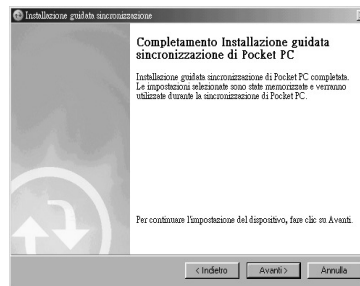 Installazione guidata sincronizzazione
Completamento Installazione guidata
sincronizzazione di Pocket PC
Installazione guidata sincronizzazione di Pocket PC completata.
Le impostazioni selezionate sono state memorizzate e verranno
utilizzate durante la sincronizzazione di Pocket PC.
Per continuare l'impostazione del dispositivo, fare clic su Avanti.
< Indietro
Avanti >
Annulla